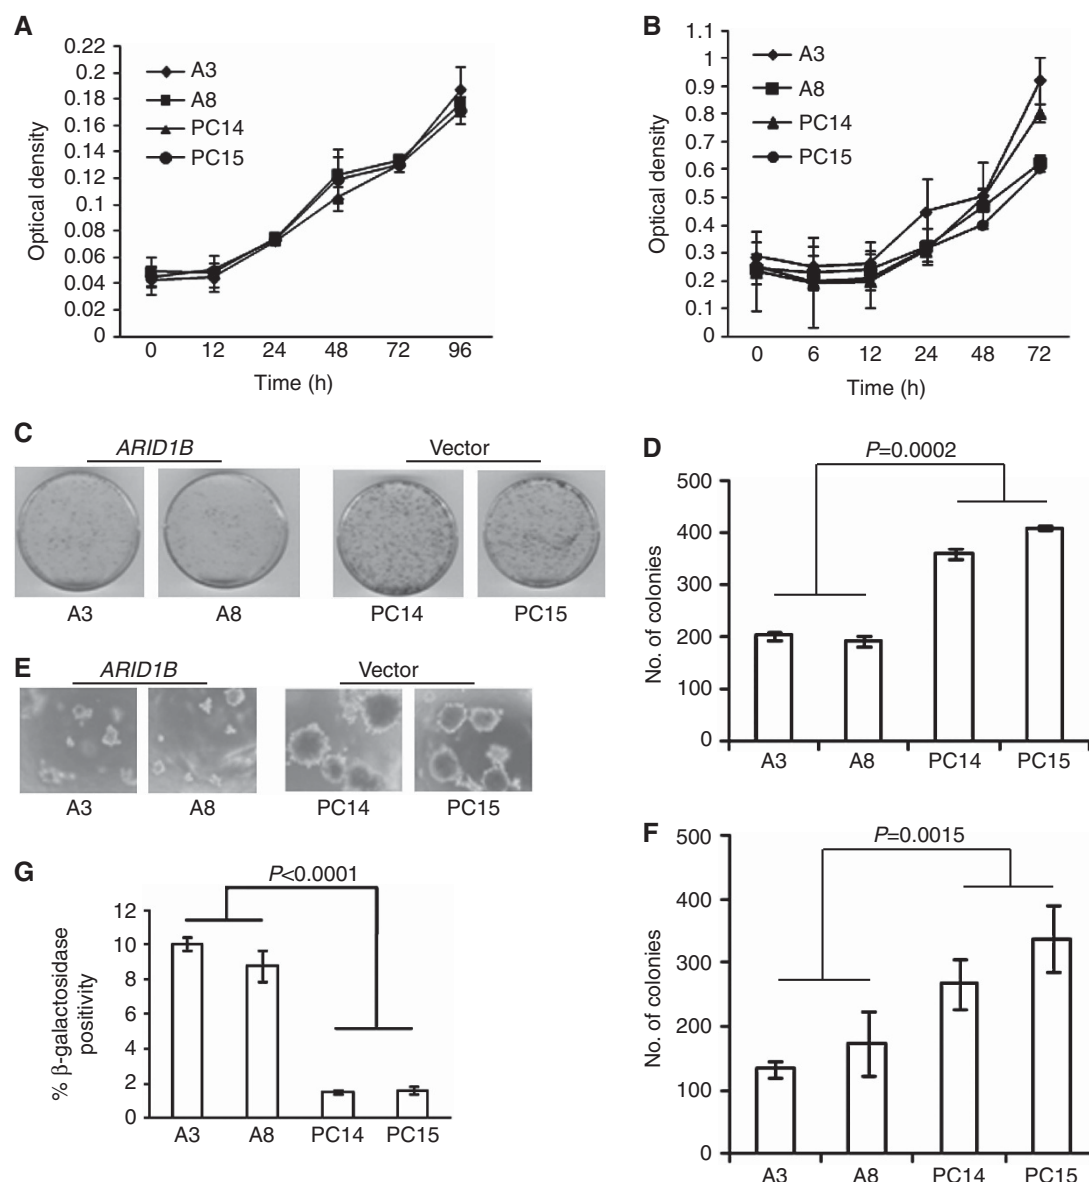 A
0.22
0.2
0.18
0.16
0.14
0.12
0.1
0.08
0.06
0.04
0.02
0
Optical density
A3
A8
PC14
PC15
0 12 24 48 72 96
Time (h)
B
1.1
1
0.9
0.8
0.7
0.6
0.5
0.4
0.3
0.2
0.1
0
Optical density
A3
A8
PC14
PC15
0 6 12 24 48 72
Time (h)
C
ARID1B Vector
A3 A8 PC14 PC15
D
P=0.0002
500
400
300
200
100
0
No. of colonies
A3 A8 PC14 PC15
E
ARID1B Vector
A3 A8 PC14 PC15
F
P=0.0015
500
400
300
200
100
0
No. of colonies
A3 A8 PC14 PC15
G
P<0.0001
12
10
8
6
4
2
0
% β-galactosidase
positivity
A3 A8 PC14 PC15